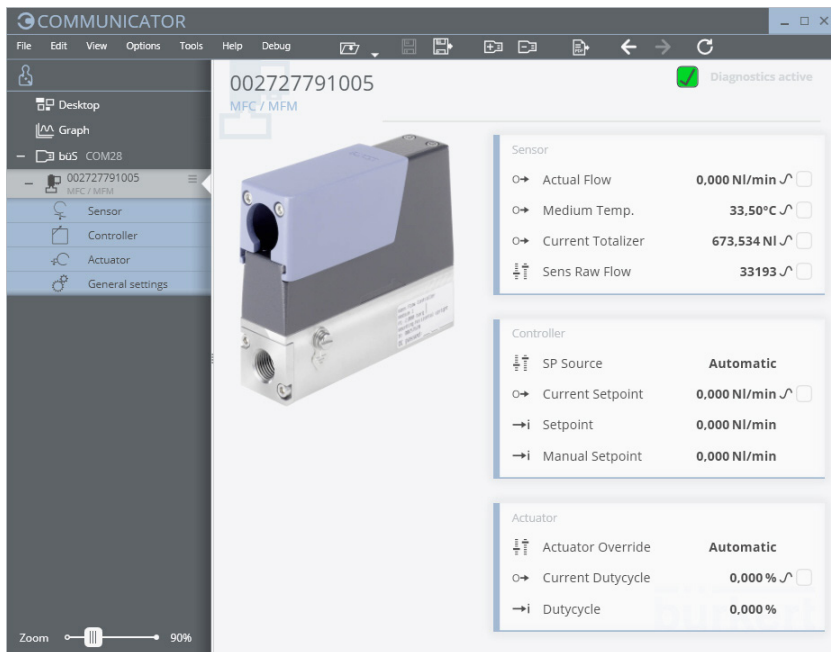 COMMUNICATOR
File Edit View Options Tools Help Debug
002727791005
MFC / MFM
Diagnostics active
Desktop
Graph
büS COM28
002727791005
MFC / MFM
Sensor
Controller
Actuator
General settings
Sensor
Actual Flow 0,000 Nl/min
Medium Temp. 33,50°C
Current Totalizer 673,534 Nl
Sens Raw Flow 33193
Controller
SP Source Automatic
Current Setpoint 0,000 Nl/min
Setpoint 0,000 Nl/min
Manual Setpoint 0,000 Nl/min
Actuator
Actuator Override Automatic
Current Dutycycle 0,000 %
Dutycycle 0,000 %
bürkert
Zoom 90%